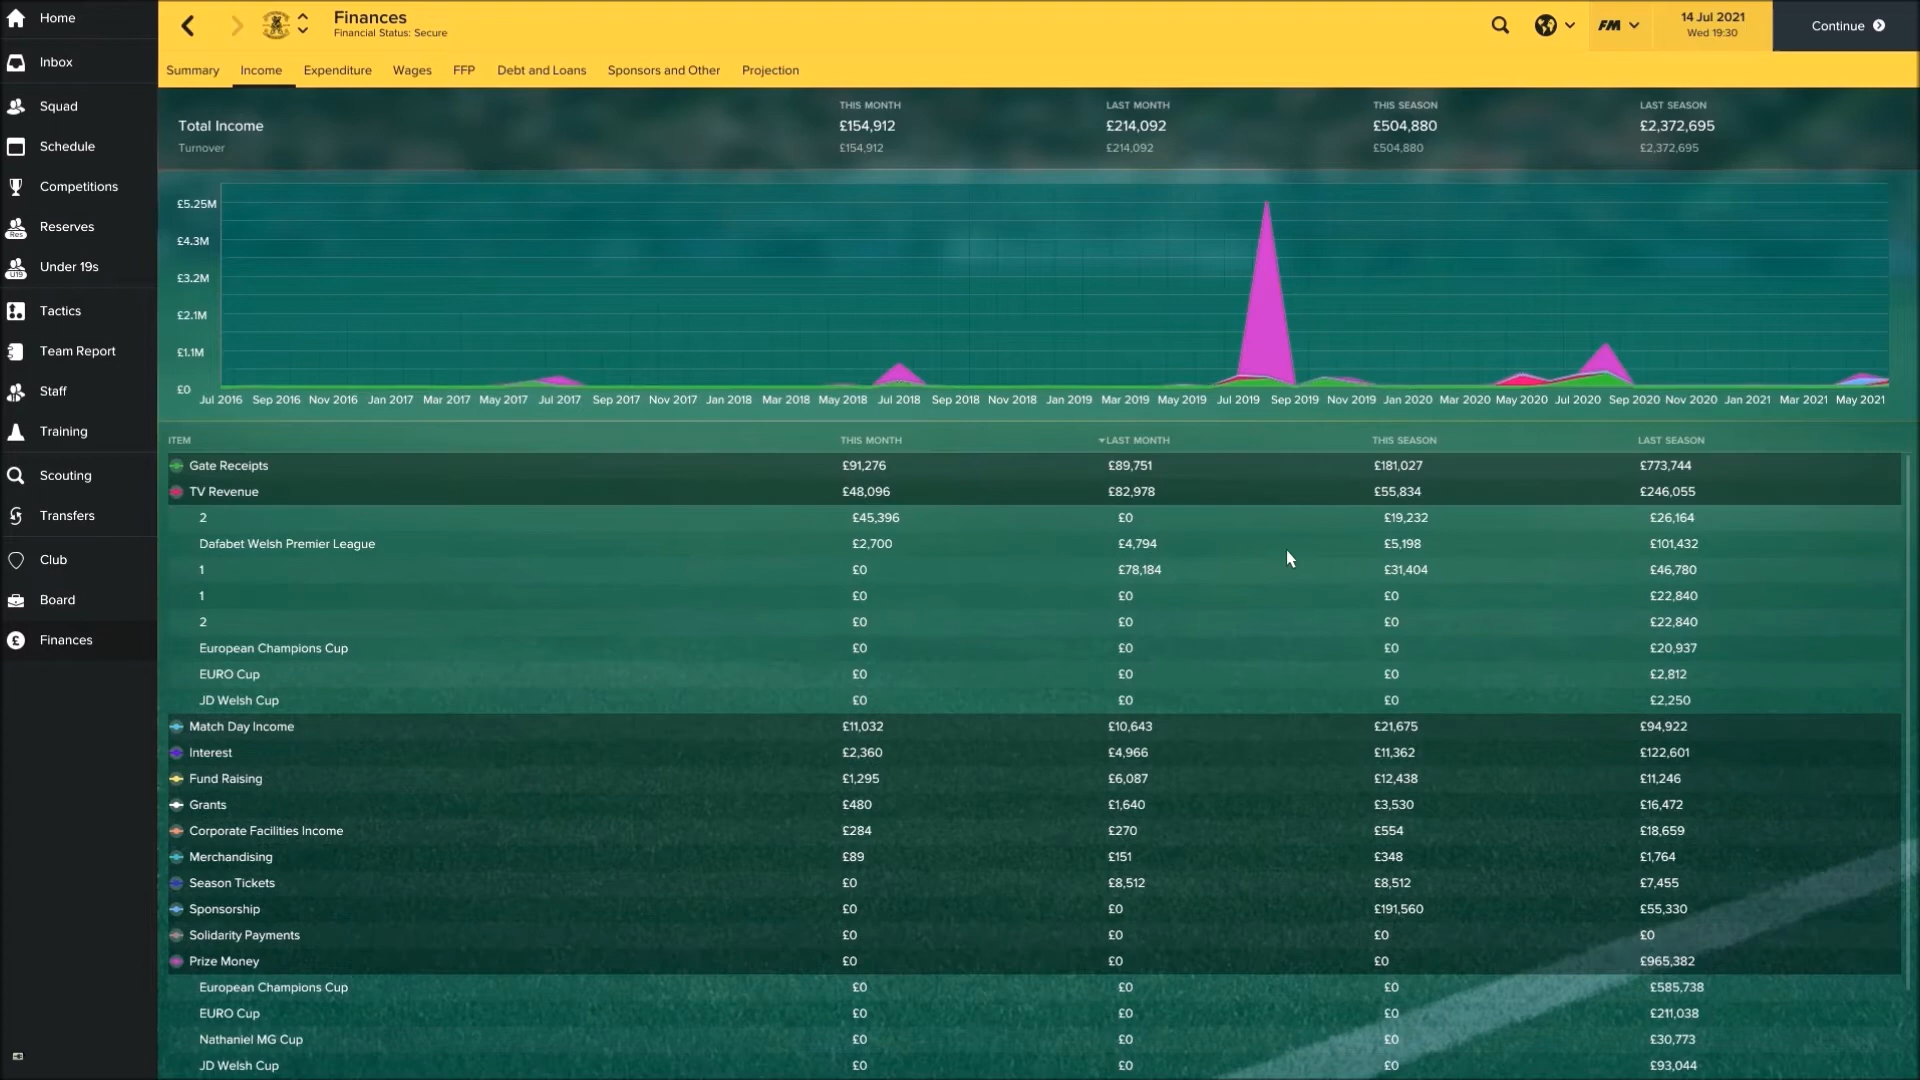 Home
Inbox
Squad
Schedule
Competitions
Res
Reserves
U19
Under 19s
Tactics
Team Report
Staff
Training
Scouting
Transfers
Club
Board
£ Finances
Finances
Financial Status: Secure
FM
14 Jul 2021
Wed 19:30
Continue
Summary Income Expenditure Wages FFP Debt and Loans Sponsors and Other Projection
THIS MONTH LAST MONTH THIS SEASON LAST SEASON
Total Income £154,912 £214,092 £504,880 £2,372,695
Turnover £154,912 £214,092 £504,880 £2,372,695
£5.25M
£4.3M
£3.2M
£2.1M
£1.1M
£0
Jul 2016 Sep 2016 Nov 2016 Jan 2017 Mar 2017 May 2017 Jul 2017 Sep 2017 Nov 2017 Jan 2018 Mar 2018 May 2018 Jul 2018 Sep 2018 Nov 2018 Jan 2019 Mar 2019 May 2019 Jul 2019 Sep 2019 Nov 2019 Jan 2020 Mar 2020 May 2020 Jul 2020 Sep 2020 Nov 2020 Jan 2021 Mar 2021 May 2021
ITEM THIS MONTH LAST MONTH THIS SEASON LAST SEASON
Gate Receipts £91,276 £89,751 £181,027 £773,744
TV Revenue £48,096 £82,978 £55,834 £246,055
2 £45,396 £0 £19,232 £26,164
Dafabet Welsh Premier League £2,700 £4,794 £5,198 £101,432
1 £0 £78,184 £31,404 £46,780
1 £0 £0 £0 £22,840
2 £0 £0 £0 £22,840
European Champions Cup £0 £0 £0 £20,937
EURO Cup £0 £0 £0 £2,812
JD Welsh Cup £0 £0 £0 £2,250
Match Day Income £11,032 £10,643 £21,675 £94,922
Interest £2,360 £4,966 £11,362 £122,601
Fund Raising £1,295 £6,087 £12,438 £11,246
Grants £480 £1,640 £3,530 £16,472
Corporate Facilities Income £284 £270 £554 £18,659
Merchandising £89 £151 £348 £1,764
Season Tickets £0 £8,512 £8,512 £7,455
Sponsorship £0 £0 £191,560 £55,330
Solidarity Payments £0 £0 £0 £0
Prize Money £0 £0 £0 £965,382
European Champions Cup £0 £0 £0 £585,738
EURO Cup £0 £0 £0 £211,038
Nathaniel MG Cup £0 £0 £0 £30,773
JD Welsh Cup £0 £0 £0 £93,044